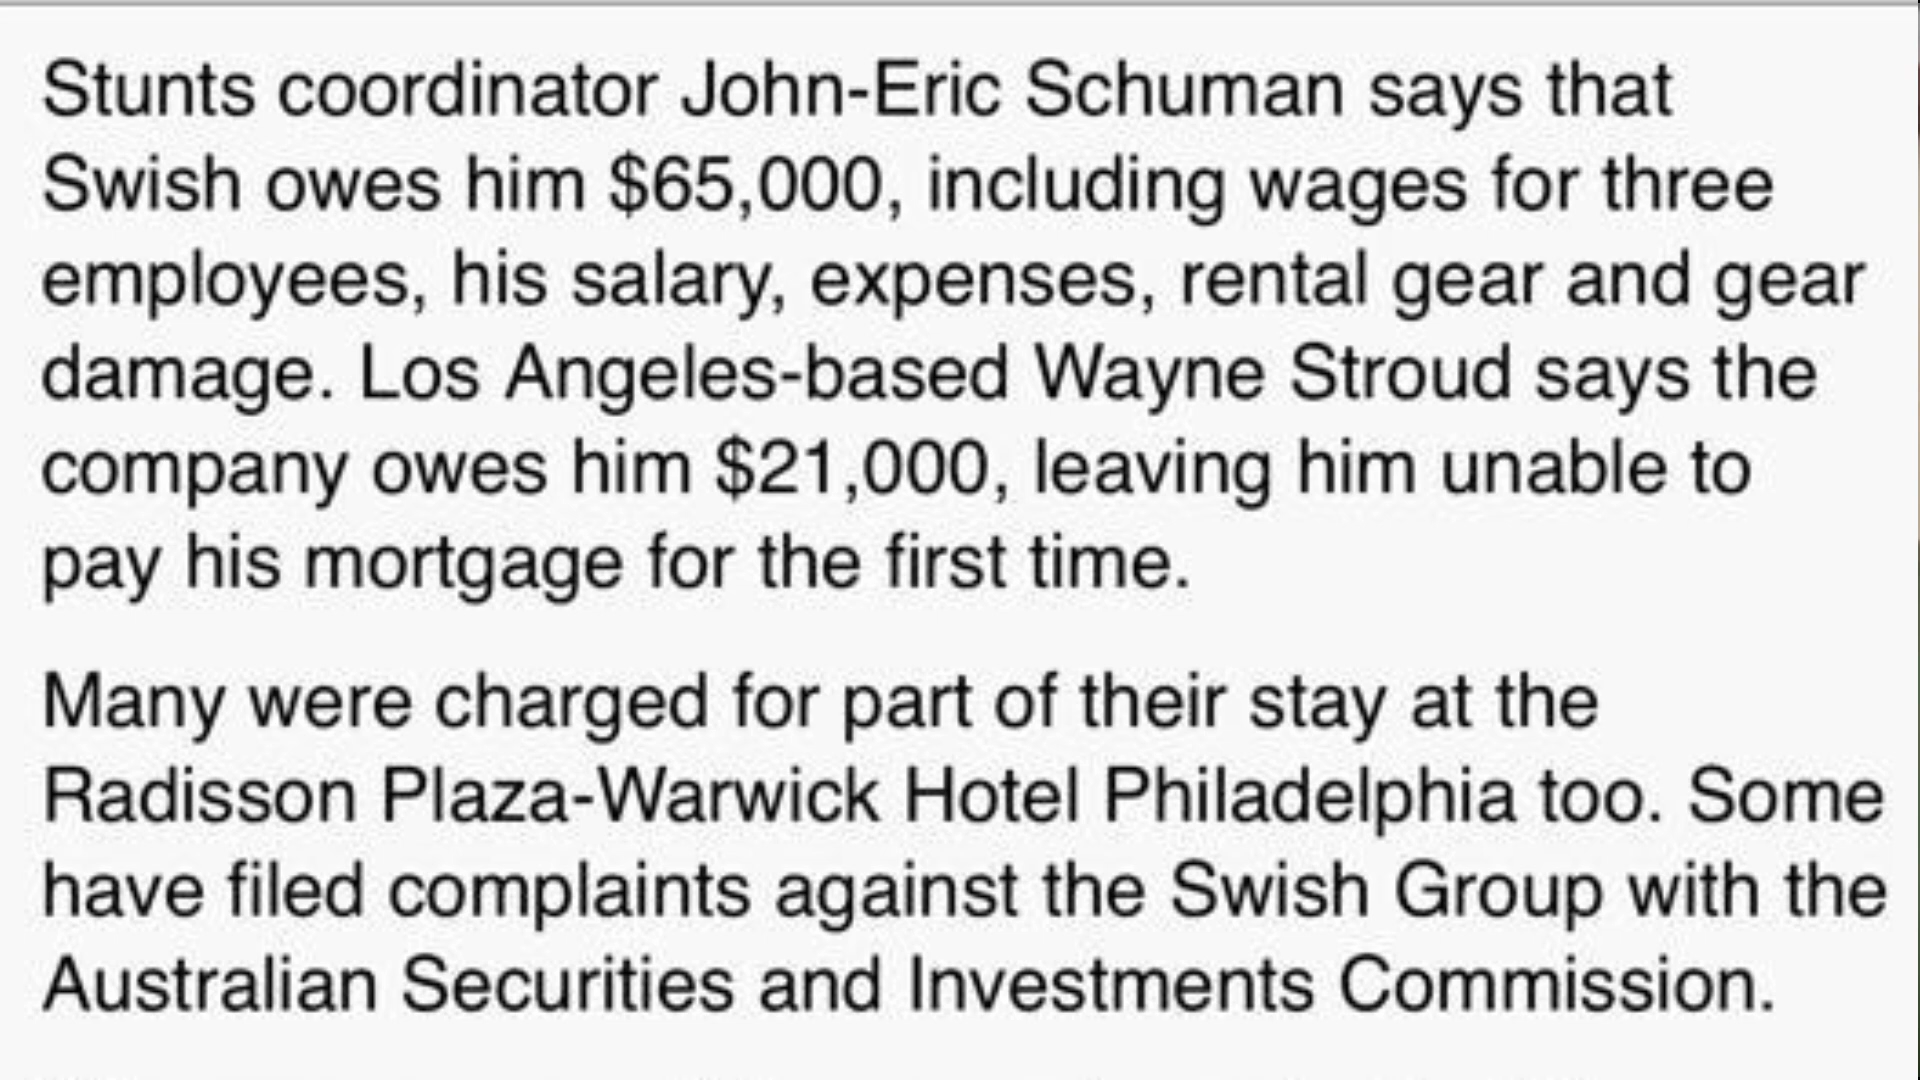 Stunts coordinator John-Eric Schuman says that
Swish owes him $65,000, including wages for three
employees, his salary, expenses, rental gear and gear
damage. Los Angeles-based Wayne Stroud says the
company owes him $21,000, leaving him unable to
pay his mortgage for the first time.
Many were charged for part of their stay at the
Radisson Plaza-Warwick Hotel Philadelphia too. Some
have filed complaints against the Swish Group with the
Australian Securities and Investments Commission.